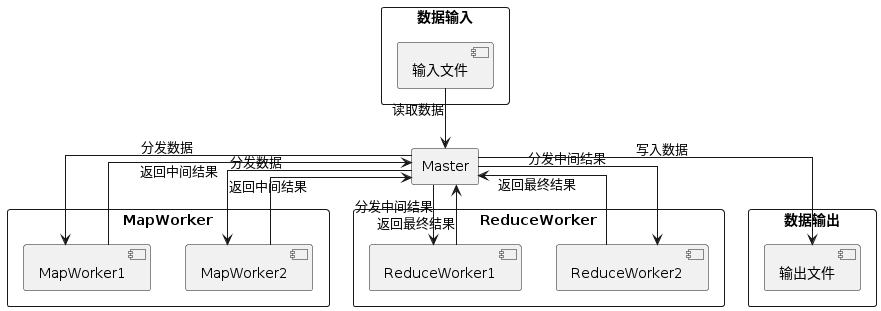 数据输入
输入文件
读取数据
分发数据
写入数据
分发中间结果
分发数据
Master
返回中间结果
返回中间结果
返回最终结果
分发中间结果
MapWorker
ReduceWorker
数据输出
返回最终结果
MapWorker1
MapWorker2
ReduceWorker1
ReduceWorker2
输出文件